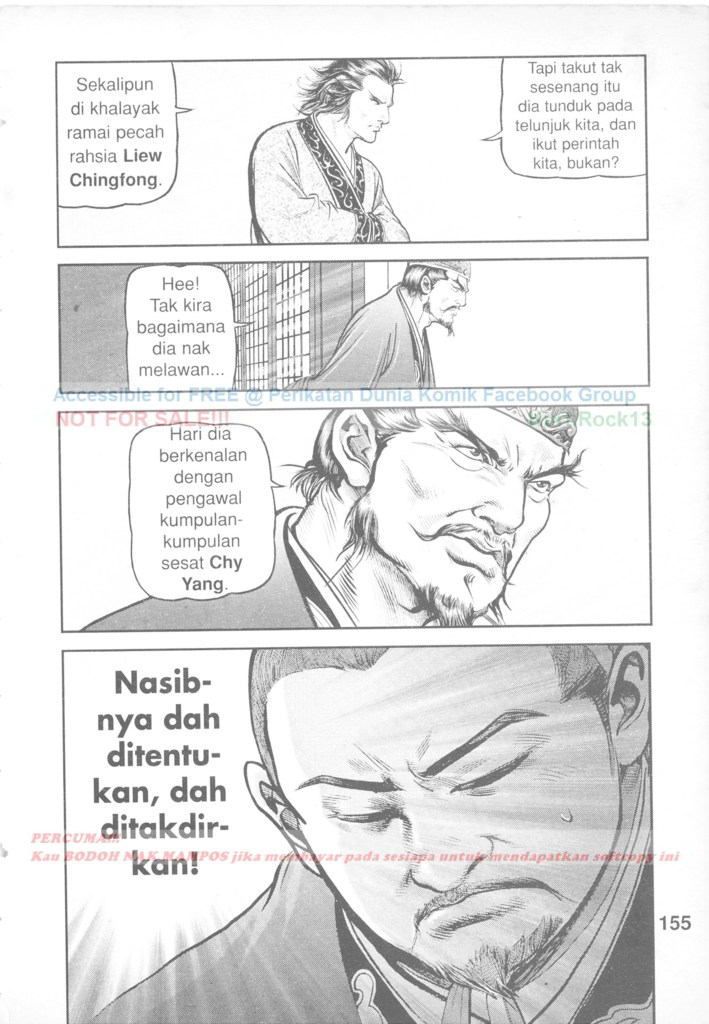 Sekalipun
di khalayak
ramai pecah
rahsia Liew
Chingfong.
Tapi takut tak
sesenang itu
dia tunduk pada
telunjuk kita, dan
ikut perintah
kita, bukan?
Hee!
Tak kira
bagaimana
dia nak
melawan...
Accessible for FREE @ Perikatan Dunia Komik Facebook Group
NOT FOR SALE!!!
Rock13
Hari dia
berkenalan
dengan
pengawal
kumpulan-
kumpulan
sesat Chy
Yang.
Nasib-
nya dah
ditentu-
kan, dah
ditakdir-
kan!
PERCUMA!!!
Kau BODOH NAK MAMPOS jika membayar pada sesiapa untuk mendapatkan softcopy ini
155